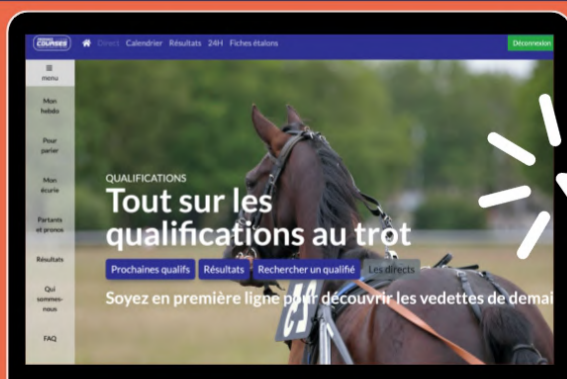 COURSES
Direct Calendrier Résultats 24H Fiches étalons
Déconnexion
menu
Mon
hebdo
Pour
parier
Mon
écurie
Partants
et pronos
Résultats
Qui
sommes-
nous
FAQ
QUALIFICATIONS
Tout sur les
qualifications au trot
Prochaines qualifs Résultats Rechercher un qualifié Les directs
Soyez en première ligne pour découvrir les vedettes de demai